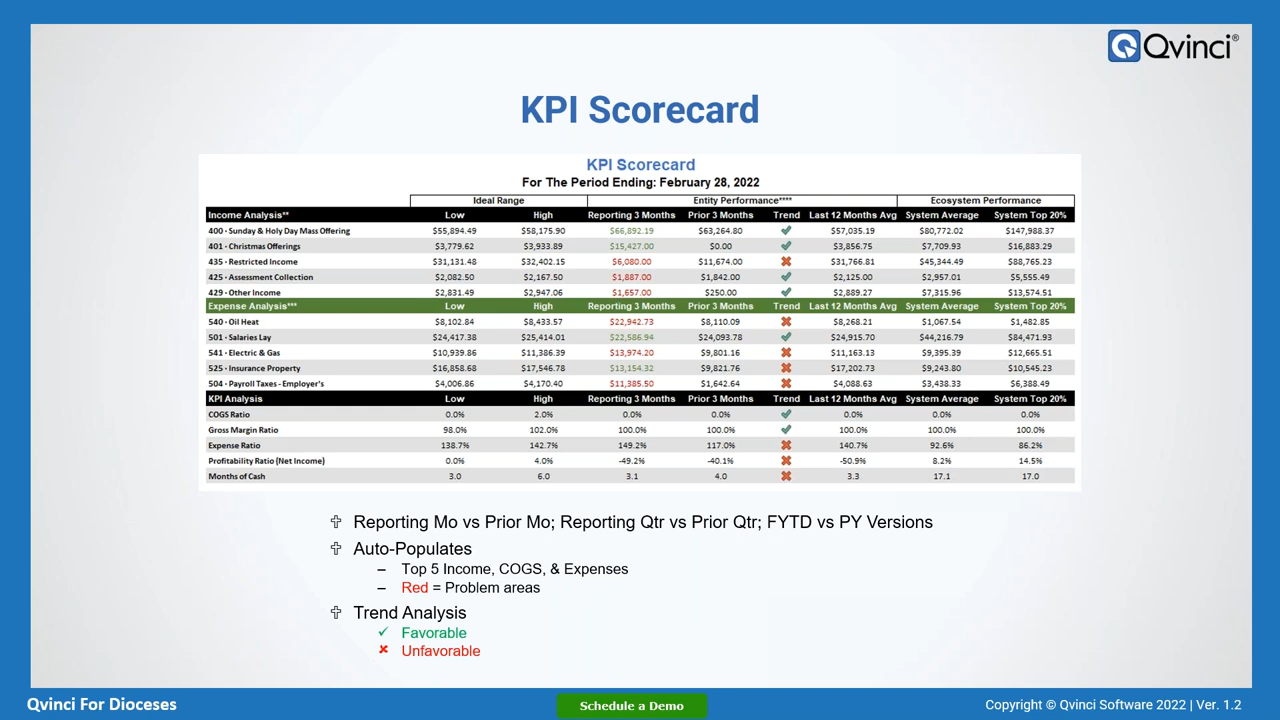 Qvinci®
KPI Scorecard
KPI Scorecard
For The Period Ending: February 28, 2022
Ideal Range Entity Performance**** Ecosystem Performance
Income Analysis** Low High Reporting 3 Months Prior 3 Months Trend Last 12 Months Avg System Average System Top 20%
400 · Sunday & Holy Day Mass Offering $55,894.49 $58,175.90 $66,892.19 $63,264.80 $57,035.19 $80,772.02 $147,988.37
401 · Christmas Offerings $3,779.62 $3,933.89 $15,427.00 $0.00 $3,856.75 $7,709.93 $16,883.29
435 · Restricted Income $31,131.48 $32,402.15 $6,080.00 $11,674.00 $31,766.81 $45,344.49 $88,765.23
425 · Assessment Collection $2,082.50 $2,167.50 $1,887.00 $1,842.00 $2,125.00 $2,957.01 $5,555.49
429 · Other Income $2,831.49 $2,947.06 $1,657.00 $250.00 $2,889.27 $7,315.96 $13,574.51
Expense Analysis*** Low High Reporting 3 Months Prior 3 Months Trend Last 12 Months Avg System Average System Top 20%
540 · Oil Heat $8,102.84 $8,433.57 $22,942.73 $8,110.09 $8,268.21 $1,067.54 $1,482.85
501 · Salaries Lay $24,417.38 $25,414.01 $22,586.94 $24,093.78 $24,915.70 $44,216.79 $84,471.93
541 · Electric & Gas $10,939.86 $11,386.39 $13,974.20 $9,801.16 $11,163.13 $9,395.39 $12,665.51
525 · Insurance Property $16,858.68 $17,546.78 $13,154.32 $9,821.76 $17,202.73 $9,243.80 $10,545.23
504 · Payroll Taxes - Employer's $4,006.86 $4,170.40 $11,385.50 $1,642.64 $4,088.63 $3,438.33 $6,388.49
KPI Analysis Low High Reporting 3 Months Prior 3 Months Trend Last 12 Months Avg System Average System Top 20%
COGS Ratio 0.0% 2.0% 0.0% 0.0% 0.0% 0.0% 0.0%
Gross Margin Ratio 98.0% 102.0% 100.0% 100.0% 100.0% 100.0% 100.0%
Expense Ratio 138.7% 142.7% 149.2% 117.0% 140.7% 92.6% 86.2%
Profitability Ratio (Net Income) 0.0% 4.0% -49.2% -40.1% -50.9% 8.2% 14.5%
Months of Cash 3.0 6.0 3.1 4.0 3.3 17.1 17.0
Reporting Mo vs Prior Mo; Reporting Qtr vs Prior Qtr; FYTD vs PY Versions
Auto-Populates
– Top 5 Income, COGS, & Expenses
– Red = Problem areas
Trend Analysis
✓ Favorable
✗ Unfavorable
Qvinci For Dioceses
Schedule a Demo
Copyright © Qvinci Software 2022 | Ver. 1.2